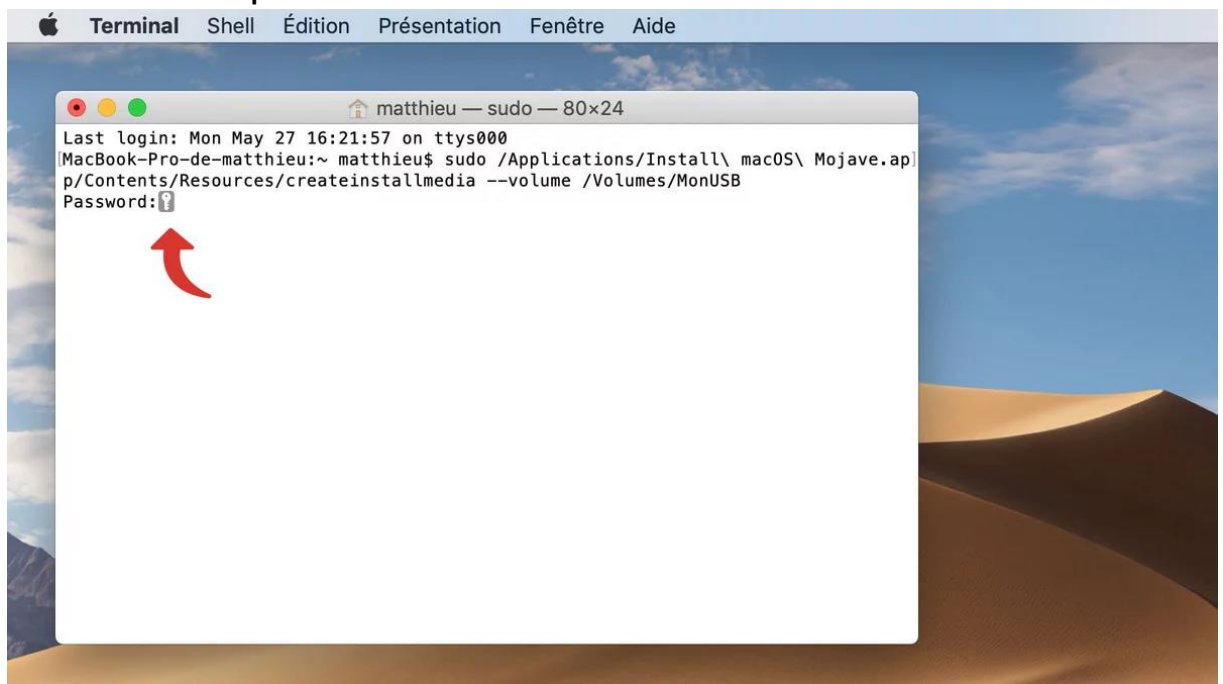 Terminal Shell Édition Présentation Fenêtre Aide
matthieu — sudo — 80×24
Last login: Mon May 27 16:21:57 on ttys000
[MacBook-Pro-de-matthieu:~ matthieu$ sudo /Applications/Install\ macOS\ Mojave.ap]
p/Contents/Resources/createinstallmedia --volume /Volumes/MonUSB
Password: